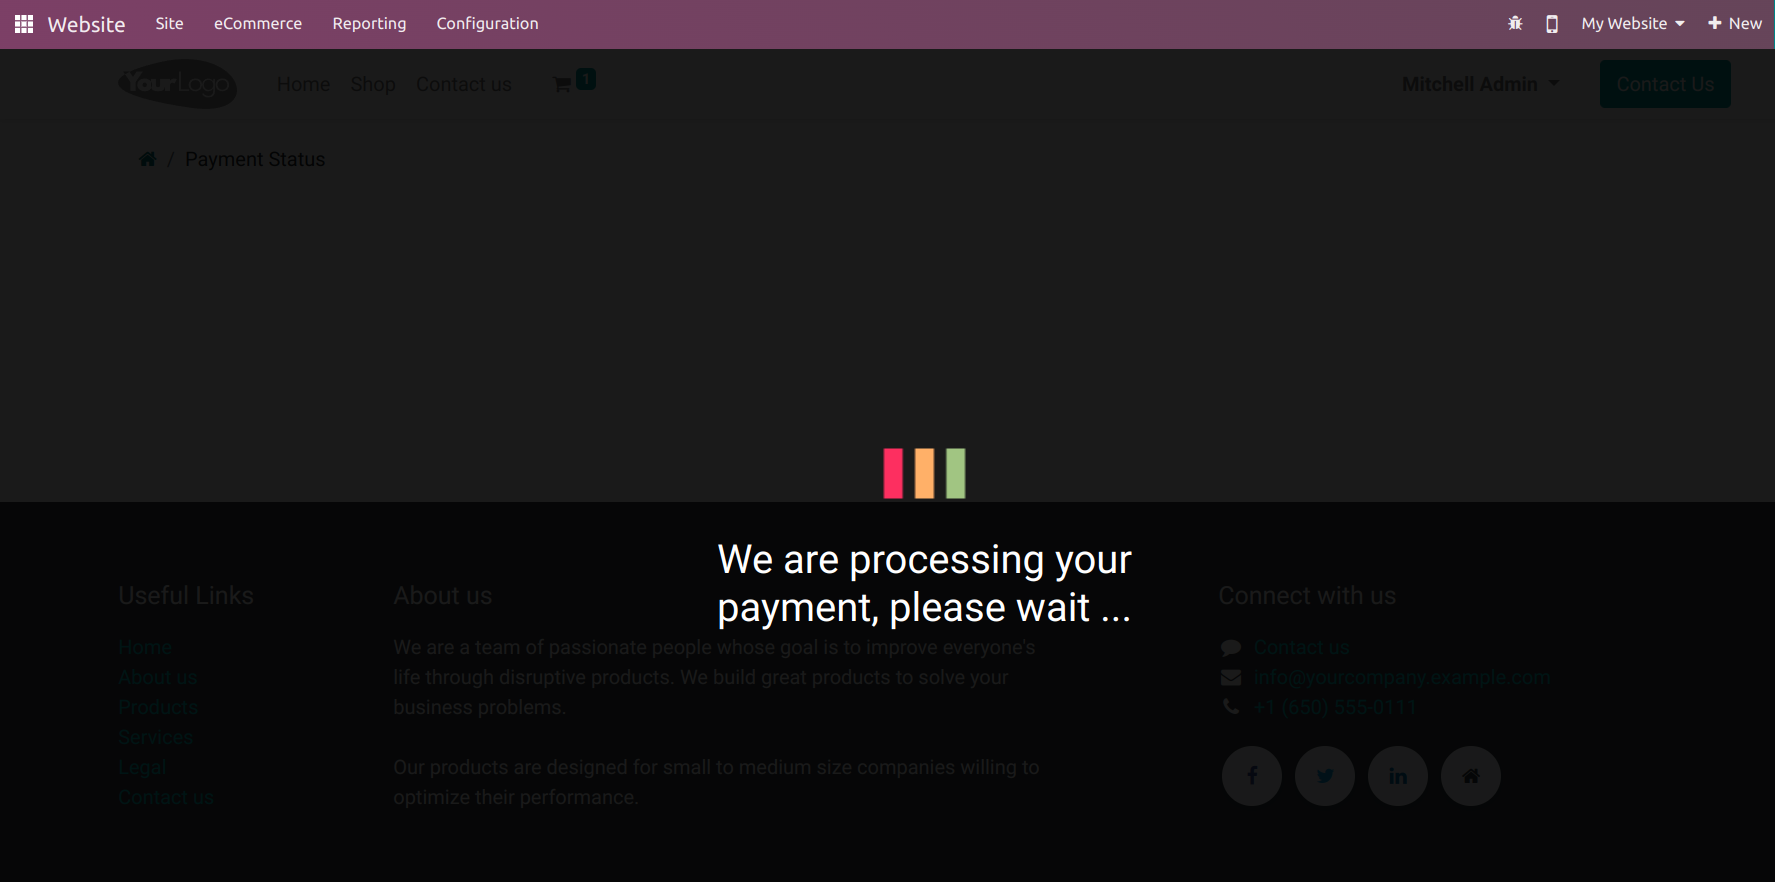 Website Site eCommerce Reporting Configuration My Website New
YourLogo Home Shop Contact us 1 Mitchell Admin Contact Us
/ Payment Status
We are processing your
payment, please wait ...
Useful Links
Home
About us
Products
Services
Legal
Contact us
About us
We are a team of passionate people whose goal is to improve everyone's
life through disruptive products. We build great products to solve your
business problems.
Our products are designed for small to medium size companies willing to
optimize their performance.
Connect with us
Contact us
info@yourcompany.example.com
+1 (650) 555-0111